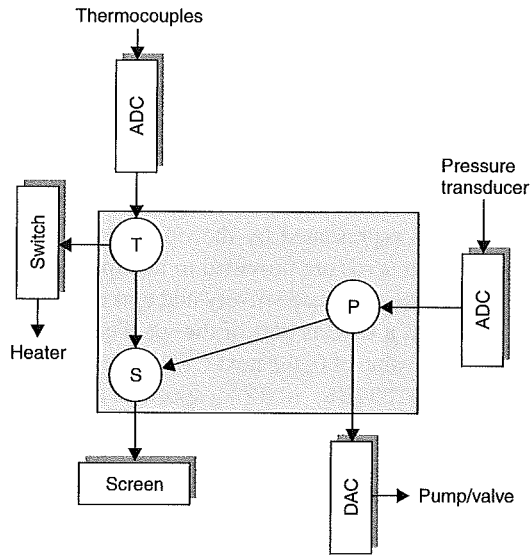 Thermocouples
ADC
Pressure
transducer
Switch
T
ADC
P
Heater
S
Screen
DAC
Pump/valve